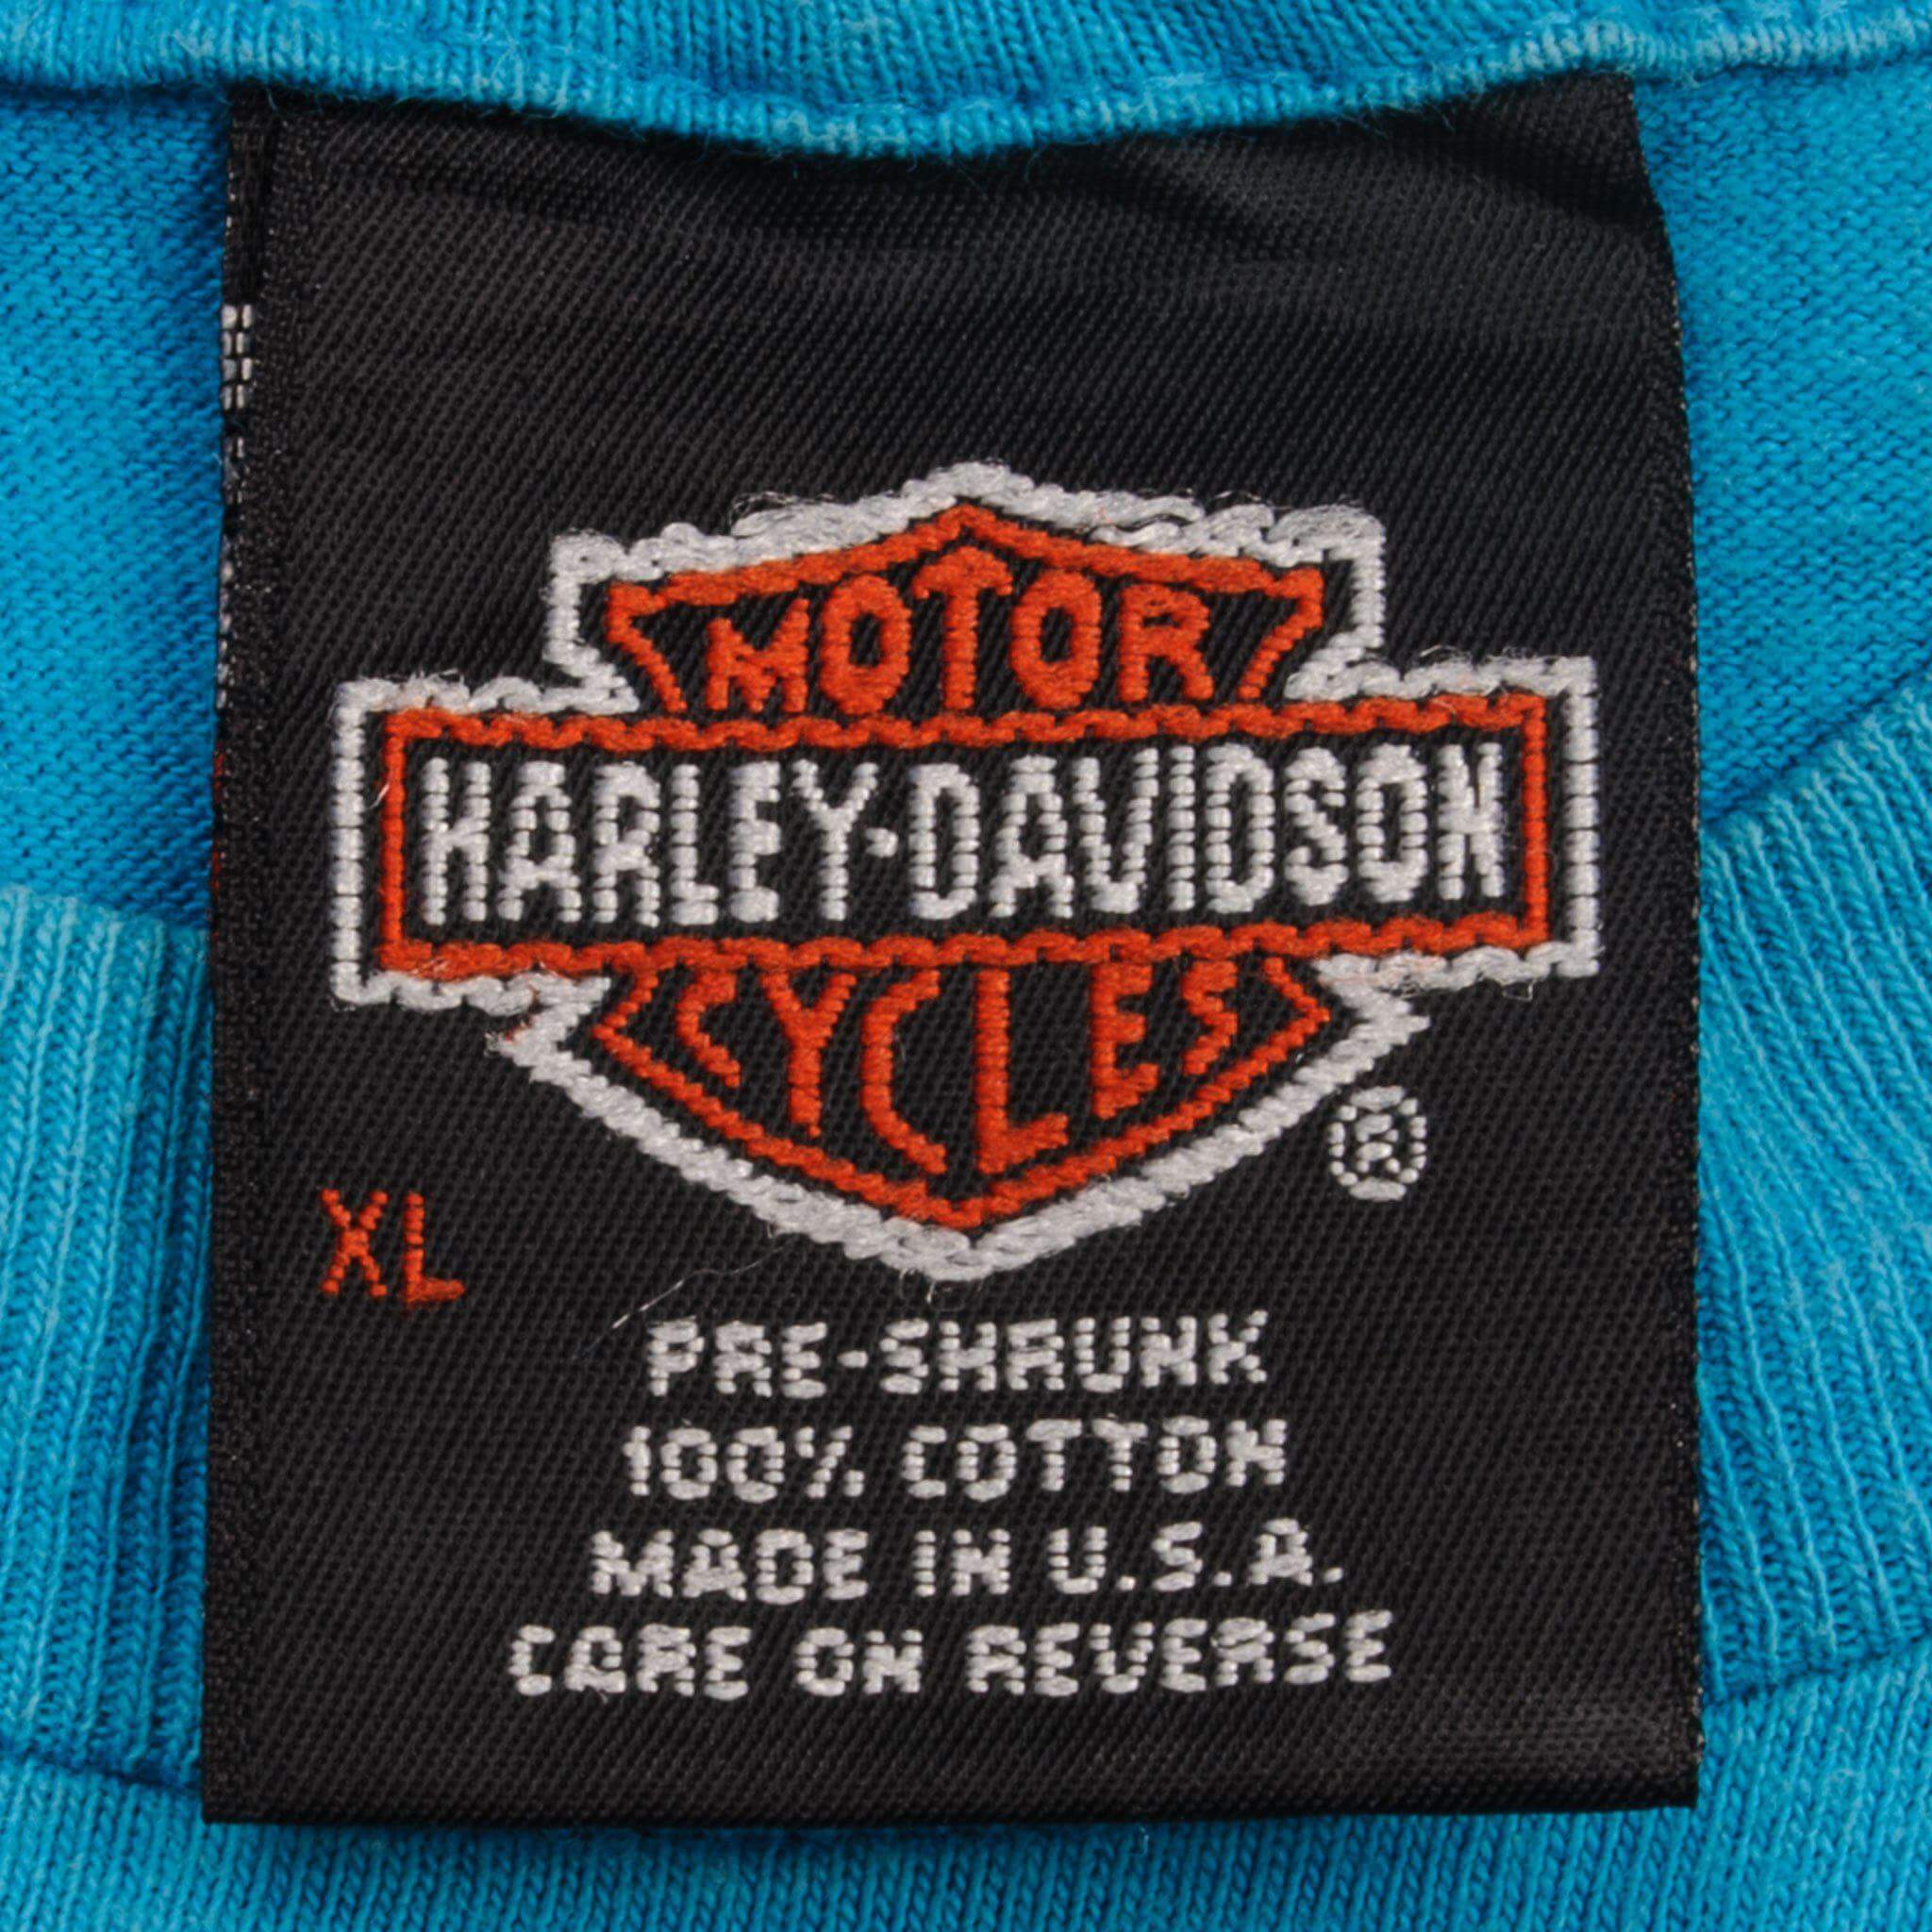 MOTOR
HARLEY-DAVIDSON
CYCLES
®
XL
PRE-SHRUNK
100% COTTON
MADE IN U.S.A.
CARE ON REVERSE